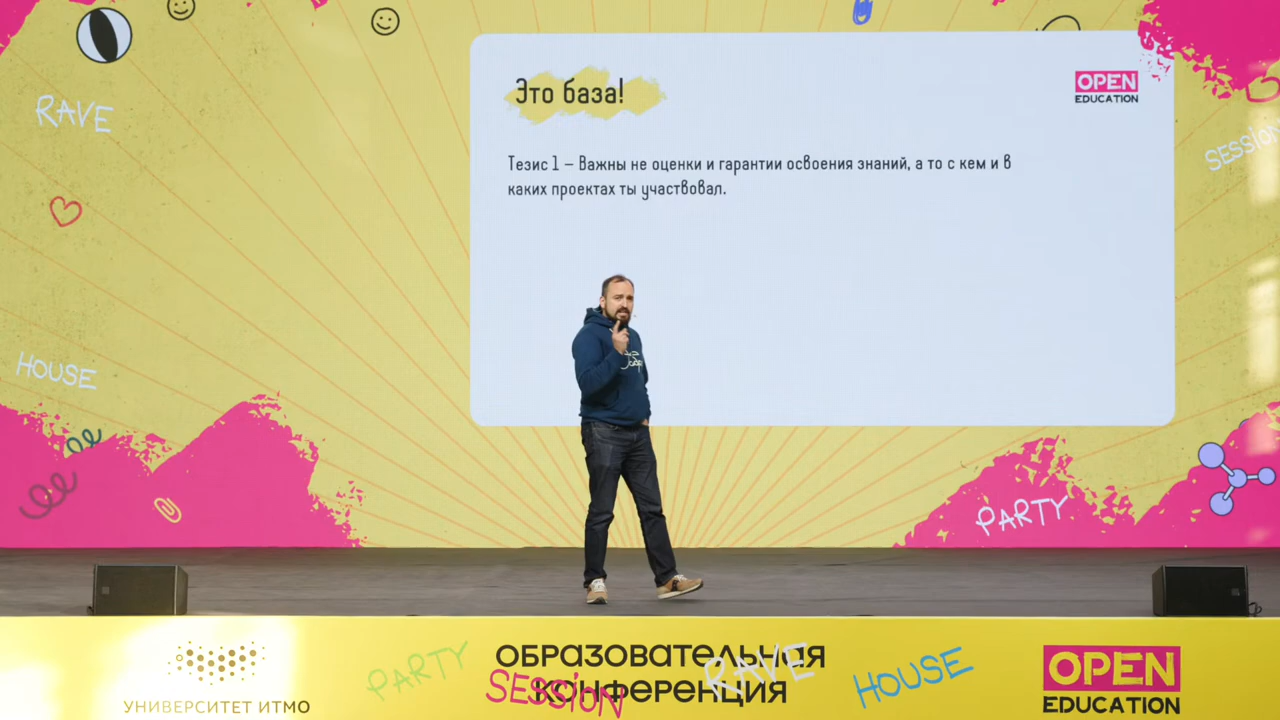 RAVE
Это база!
OPEN
EDUCATION
SESSION
Тезис 1 – Важны не оценки и гарантии освоения знаний, а то с кем и в
каких проектах ты участвовал.
HOUSE
PARTY
УНИВЕРСИТЕТ ИТМО
PARTY
ОБРАЗОВАТЕЛЬНАЯ
КОНФЕРЕНЦИЯ
SESSION
RAVE
HOUSE
OPEN
EDUCATION